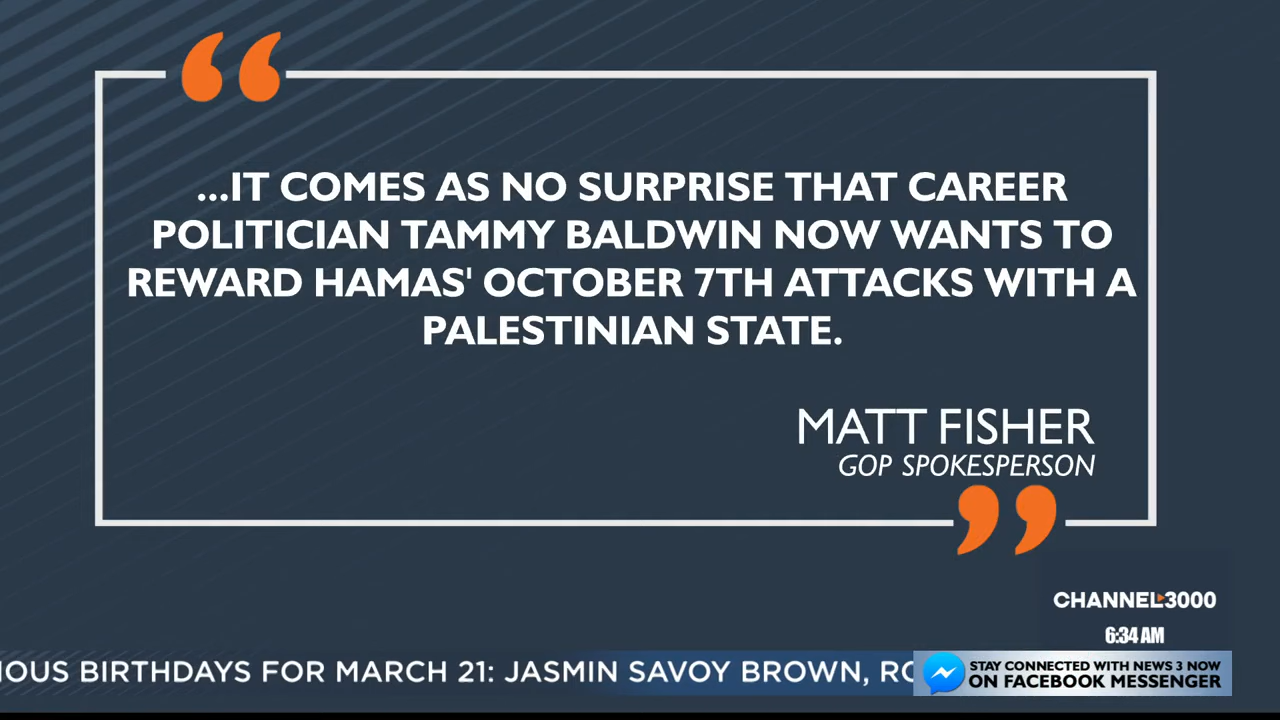 “
...IT COMES AS NO SURPRISE THAT CAREER
POLITICIAN TAMMY BALDWIN NOW WANTS TO
REWARD HAMAS' OCTOBER 7TH ATTACKS WITH A
PALESTINIAN STATE.
MATT FISHER
GOP SPOKESPERSON
”
CHANNEL3000
6:34 AM
BIRTHDAYS FOR MARCH 21: JASMIN SAVOY BROWN,
STAY CONNECTED WITH NEWS 3 NOW
ON FACEBOOK MESSENGER